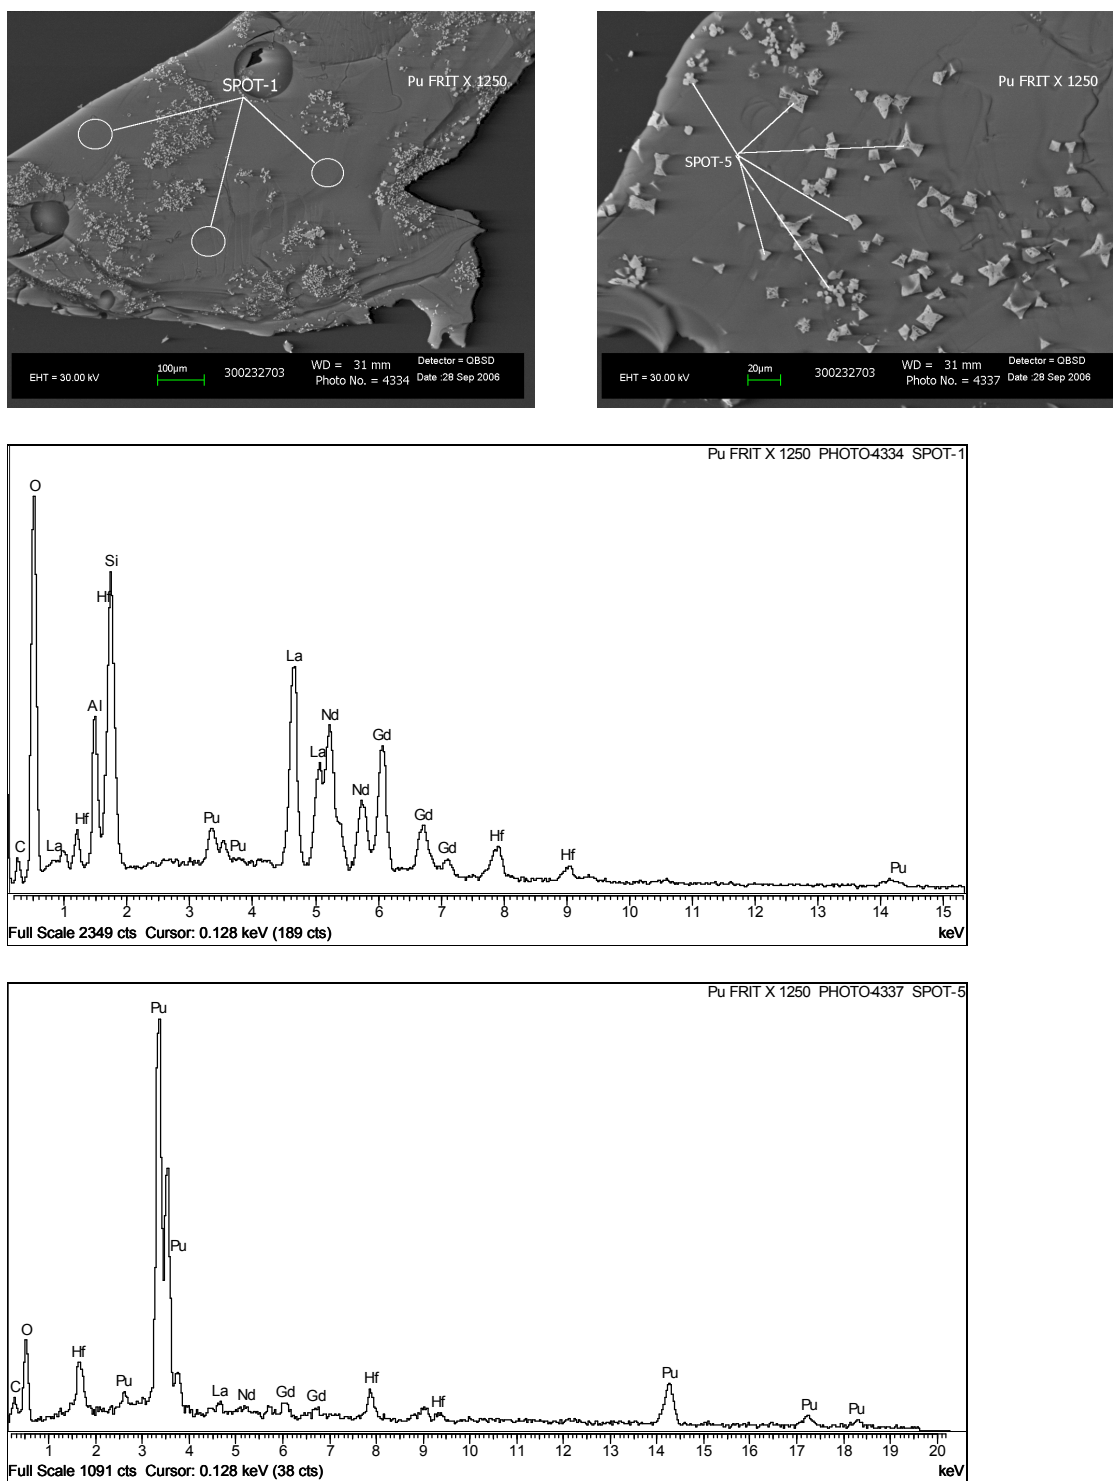 SPOT-1
Pu FRIT X 1250
EHT = 30.00 kV
100µm
300232703
WD = 31 mm
Photo No. = 4334
Detector = QBSD
Date :28 Sep 2006
Pu FRIT X 1250
SPOT-5
EHT = 30.00 kV
20µm
300232703
WD = 31 mm
Photo No. = 4337
Detector = QBSD
Date :28 Sep 2006
Pu FRIT X 1250 PHOTO-4334 SPOT-1
O
Si
Hf
La
Al
Nd
Gd
La
Nd
Pu
Hf
Gd
C
La
Pu
Gd
Hf
Hf
Pu
1 2 3 4 5 6 7 8 9 10 11 12 13 14 15
Full Scale 2349 cts Cursor: 0.128 keV (189 cts)
keV
Pu FRIT X 1250 PHOTO-4337 SPOT-5
Pu
Pu
O
Hf
C
Pu
La
Nd
Gd
Gd
Hf
Hf
Pu
Pu
Pu
1 2 3 4 5 6 7 8 9 10 11 12 13 14 15 16 17 18 19 20
Full Scale 1091 cts Cursor: 0.128 keV (38 cts)
keV